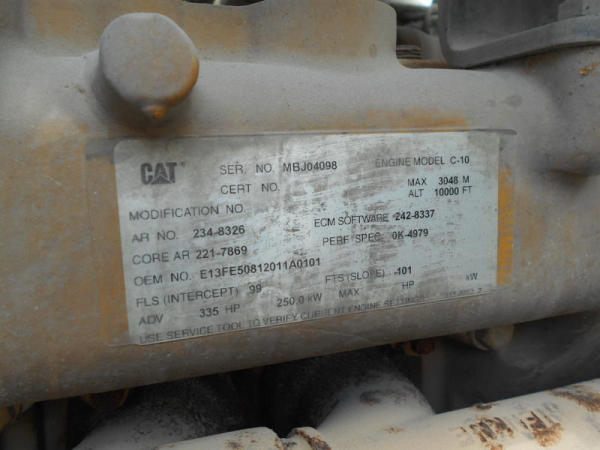 CAT SER. NO. MBJ04098 ENGINE MODEL C-10
CERT NO. MAX 3048 M
MODIFICATION NO. ALT 10000 FT
AR NO. 234-8326 ECM SOFTWARE 242-8337
CORE AR 221-7869 PERF SPEC. 0K-4979
OEM NO. E13FE50812011A0101
FLS (INTERCEPT) 99 FTS (SLOPE) -101
ADV 335 HP 250.0 kW MAX HP kW
USE SERVICE TOOL TO VERIFY CURRENT ENGINE SETTINGS